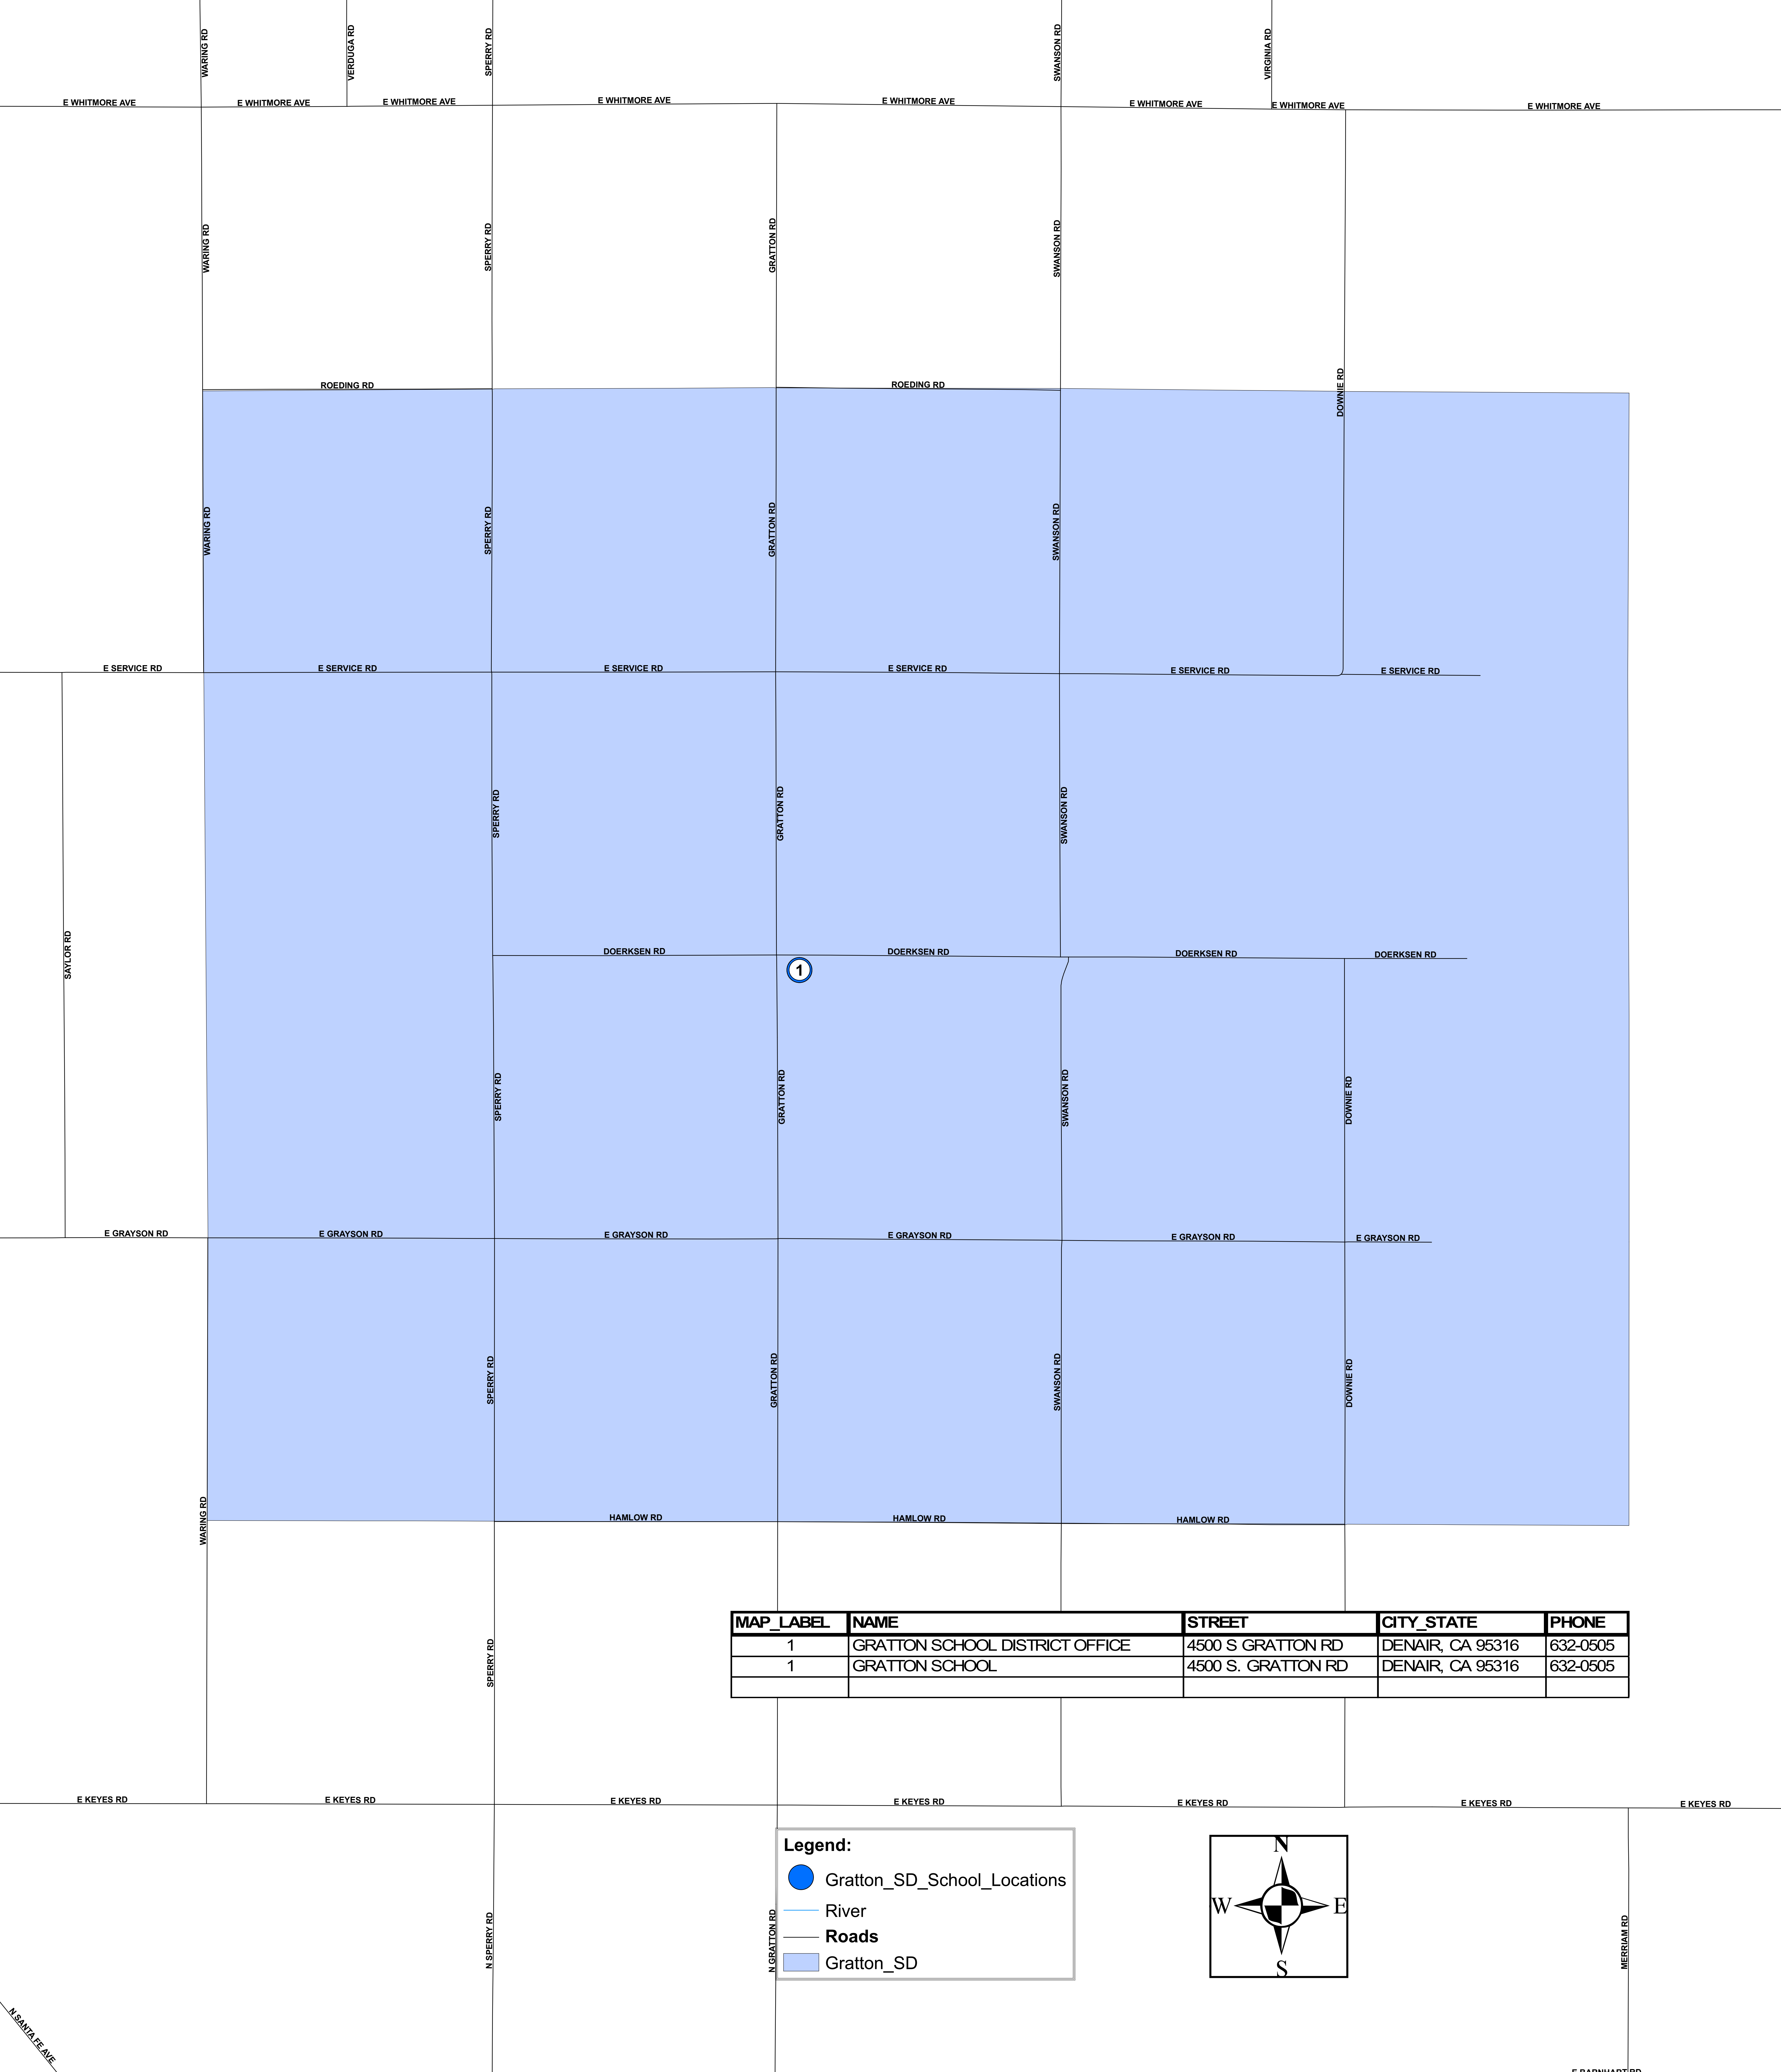 WARING RD
VERDUGA RD
SPERRY RD
SWANSON RD
VIRGINIA RD
E WHITMORE AVE
E WHITMORE AVE
E WHITMORE AVE
E WHITMORE AVE
E WHITMORE AVE
E WHITMORE AVE
E WHITMORE AVE
E WHITMORE AVE
WARING RD
SPERRY RD
GRATTON RD
SWANSON RD
ROEDING RD
ROEDING RD
DOWNIE RD
WARING RD
SPERRY RD
GRATTON RD
SWANSON RD
E SERVICE RD
E SERVICE RD
E SERVICE RD
E SERVICE RD
E SERVICE RD
E SERVICE RD
SPERRY RD
GRATTON RD
SWANSON RD
SAYLOR RD
DOERKSEN RD
DOERKSEN RD
DOERKSEN RD
DOERKSEN RD
1
SPERRY RD
GRATTON RD
SWANSON RD
DOWNIE RD
E GRAYSON RD
E GRAYSON RD
E GRAYSON RD
E GRAYSON RD
E GRAYSON RD
E GRAYSON RD
SPERRY RD
GRATTON RD
SWANSON RD
DOWNIE RD
WARING RD
HAMLOW RD
HAMLOW RD
HAMLOW RD
SPERRY RD
MAP_LABEL NAME STREET CITY_STATE PHONE
1 GRATTON SCHOOL DISTRICT OFFICE 4500 S GRATTON RD DENAIR, CA 95316 632-0505
1 GRATTON SCHOOL 4500 S. GRATTON RD DENAIR, CA 95316 632-0505
E KEYES RD
E KEYES RD
E KEYES RD
E KEYES RD
E KEYES RD
E KEYES RD
E KEYES RD
Legend:
Gratton_SD_School_Locations
River
Roads
Gratton_SD
N
W
E
S
N SPERRY RD
N GRATTON RD
MERRIAM RD
N SANTA FE AVE
E BARNHART RD